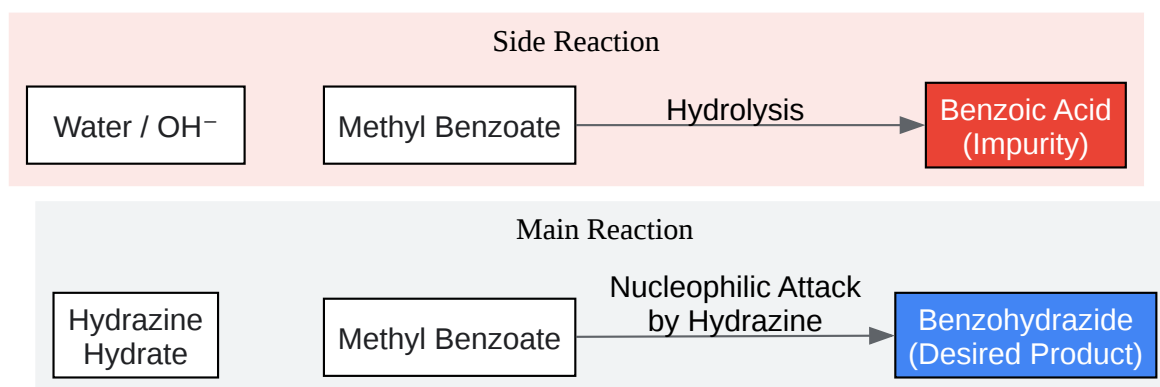 Side Reaction
Water / OH⁻
Methyl Benzoate
Hydrolysis
Benzoic Acid
(Impurity)
Main Reaction
Hydrazine
Hydrate
Methyl Benzoate
Nucleophilic Attack
by Hydrazine
Benzohydrazide
(Desired Product)